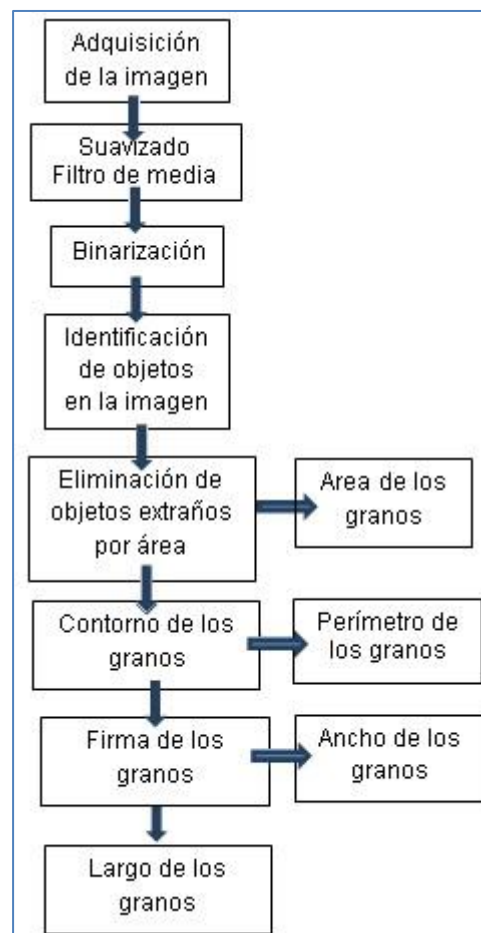 Adquisición
de la imagen
Suavizado
Filtro de media
Binarización
Identificación
de objetos
en la imagen
Eliminación de
objetos extraños
por área
Area de los
granos
Contorno de los
granos
Perímetro de
los granos
Firma de los
granos
Ancho de los
granos
Largo de los
granos